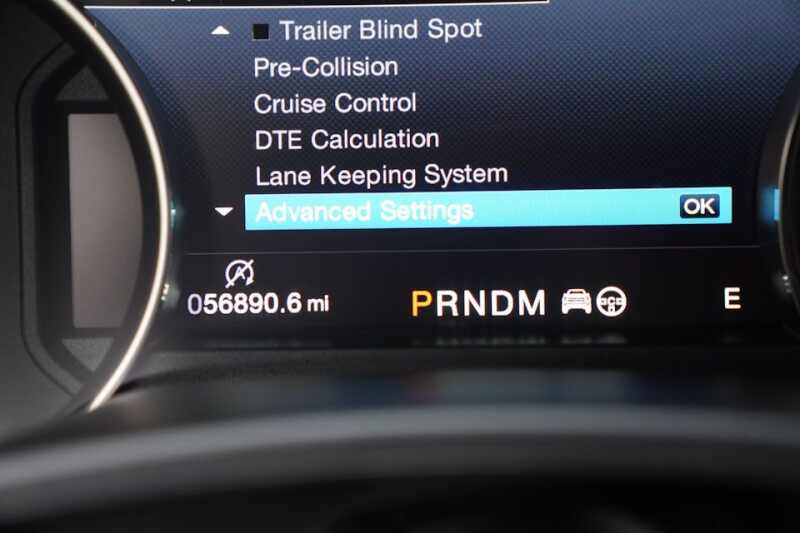 Trailer Blind Spot
Pre-Collision
Cruise Control
DTE Calculation
Lane Keeping System
Advanced Settings OK
056890.6 mi PRNDM E